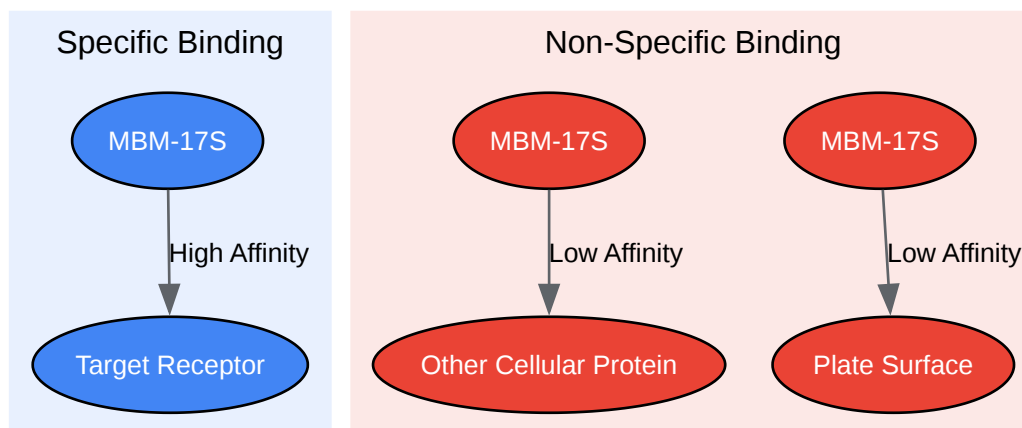 Specific Binding
MBM-17S
High Affinity
Target Receptor
Non-Specific Binding
MBM-17S
MBM-17S
Low Affinity
Low Affinity
Other Cellular Protein
Plate Surface